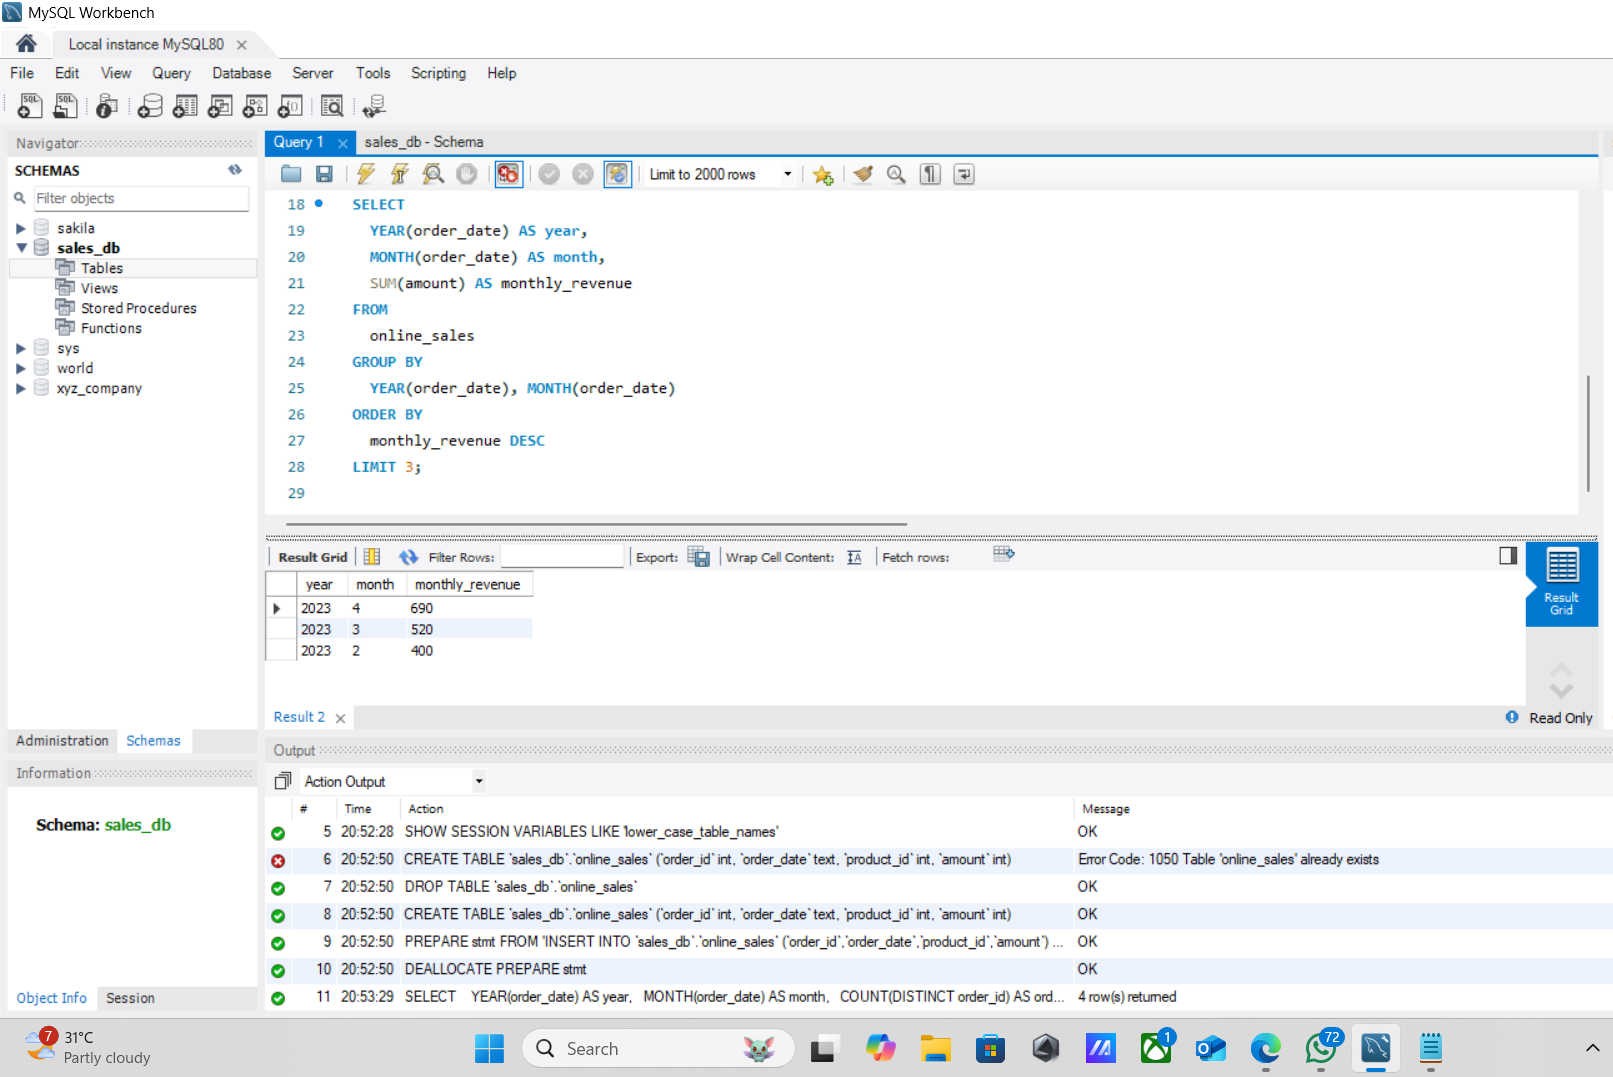 MySQL Workbench
Local instance MySQL80
File Edit View Query Database Server Tools Scripting Help
Navigator
SCHEMAS
Filter objects
sakila
sales_db
Tables
Views
Stored Procedures
Functions
sys
world
xyz_company
Administration Schemas
Information
Schema: sales_db
Object Info Session
Query 1 sales_db - Schema
Limit to 2000 rows
18 SELECT
19 YEAR(order_date) AS year,
20 MONTH(order_date) AS month,
21 SUM(amount) AS monthly_revenue
22 FROM
23 online_sales
24 GROUP BY
25 YEAR(order_date), MONTH(order_date)
26 ORDER BY
27 monthly_revenue DESC
28 LIMIT 3;
29
Result Grid Filter Rows: Export: Wrap Cell Content: Fetch rows:
year month monthly_revenue
2023 4 690
2023 3 520
2023 2 400
Result Grid
Result 2 Read Only
Output
Action Output
# Time Action Message
5 20:52:28 SHOW SESSION VARIABLES LIKE 'lower_case_table_names' OK
6 20:52:50 CREATE TABLE `sales_db`.`online_sales` (`order_id` int, `order_date` text, `product_id` int, `amount` int) Error Code: 1050 Table 'online_sales' already exists
7 20:52:50 DROP TABLE `sales_db`.`online_sales` OK
8 20:52:50 CREATE TABLE `sales_db`.`online_sales` (`order_id` int, `order_date` text, `product_id` int, `amount` int) OK
9 20:52:50 PREPARE stmt FROM 'INSERT INTO `sales_db`.`online_sales` (`order_id`,`order_date`,`product_id`,`amount`) ... OK
10 20:52:50 DEALLOCATE PREPARE stmt OK
11 20:53:29 SELECT YEAR(order_date) AS year, MONTH(order_date) AS month, COUNT(DISTINCT order_id) AS ord... 4 row(s) returned
7 31°C
Partly cloudy
Search
1
72